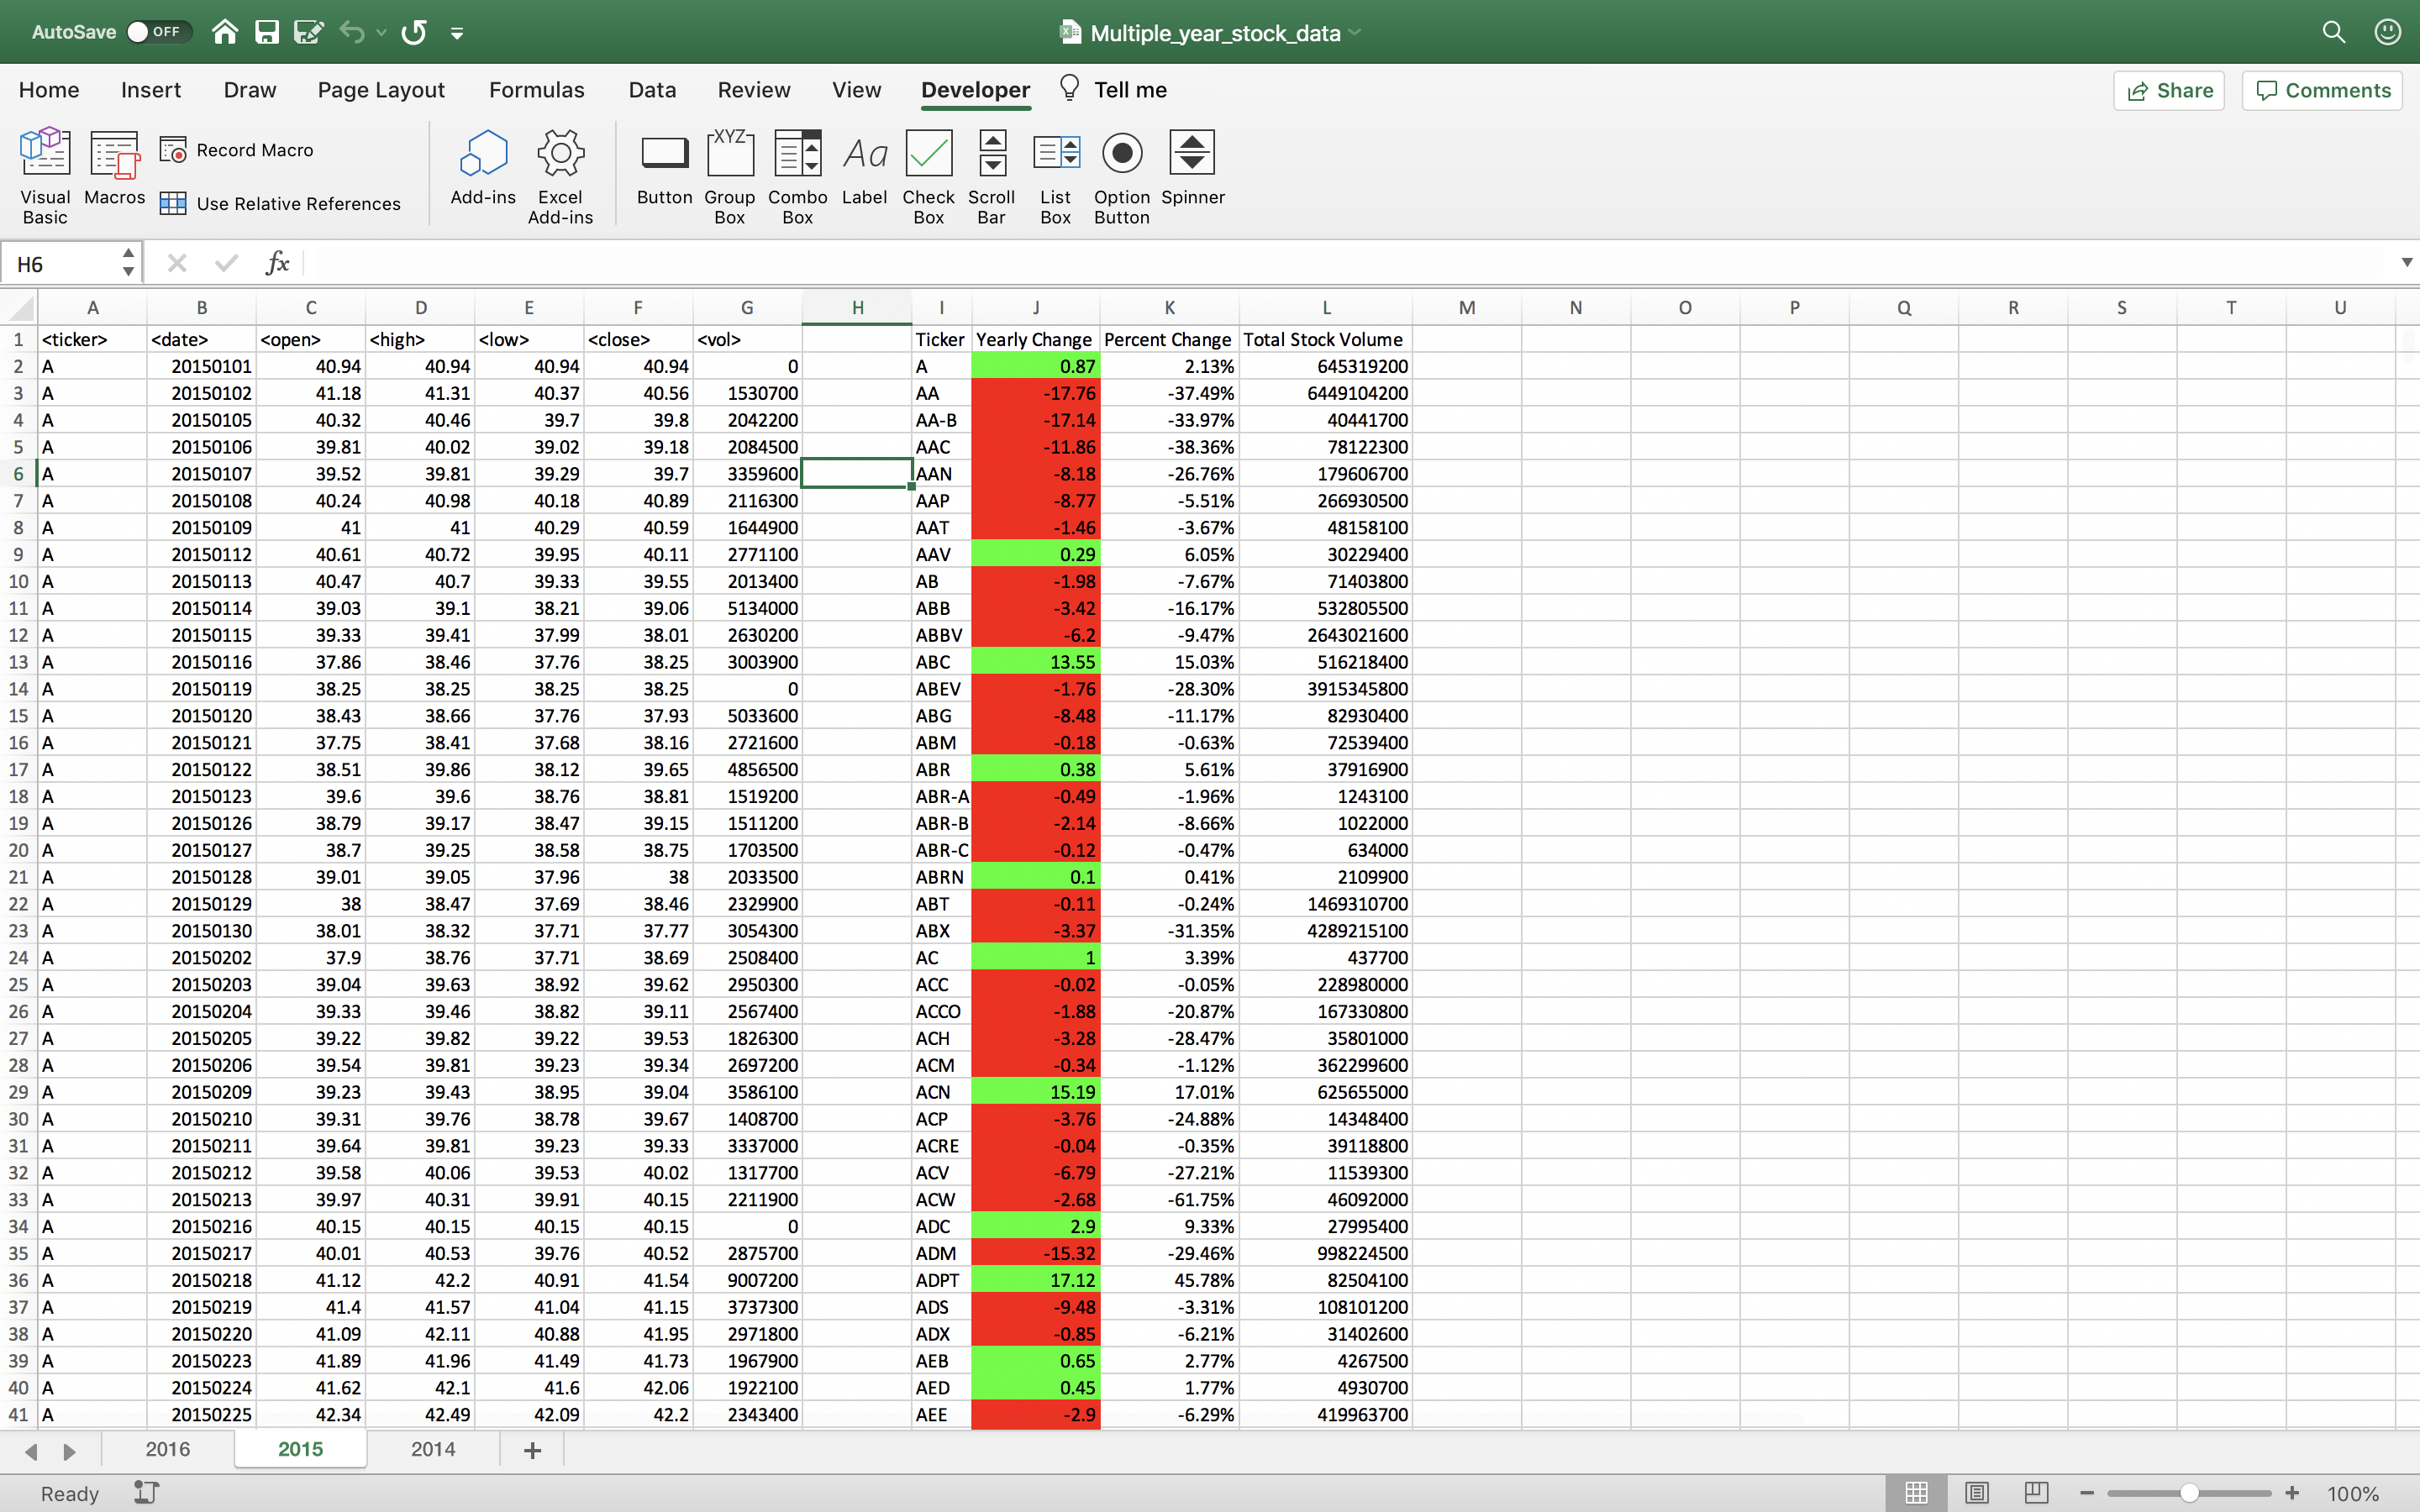 AutoSave OFF Multiple_year_stock_data
Home Insert Draw Page Layout Formulas Data Review View Developer Tell me Share Comments
Visual Basic Macros Record Macro Use Relative References Add-ins Excel Add-ins Button XYZ Group Box Combo Box Aa Label Check Box Scroll Bar List Box Option Button Spinner
H6 fx
A B C D E F G H I J K L M N O P Q R S T U
1 <ticker> <date> <open> <high> <low> <close> <vol> Ticker Yearly Change Percent Change Total Stock Volume
2 A 20150101 40.94 40.94 40.94 40.94 0 A 0.87 2.13% 645319200
3 A 20150102 41.18 41.31 40.37 40.56 1530700 AA -17.76 -37.49% 6449104200
4 A 20150105 40.32 40.46 39.7 39.8 2042200 AA-B -17.14 -33.97% 40441700
5 A 20150106 39.81 40.02 39.02 39.18 2084500 AAC -11.86 -38.36% 78122300
6 A 20150107 39.52 39.81 39.29 39.7 3359600 AAN -8.18 -26.76% 179606700
7 A 20150108 40.24 40.98 40.18 40.89 2116300 AAP -8.77 -5.51% 266930500
8 A 20150109 41 41 40.29 40.59 1644900 AAT -1.46 -3.67% 48158100
9 A 20150112 40.61 40.72 39.95 40.11 2771100 AAV 0.29 6.05% 30229400
10 A 20150113 40.47 40.7 39.33 39.55 2013400 AB -1.98 -7.67% 71403800
11 A 20150114 39.03 39.1 38.21 39.06 5134000 ABB -3.42 -16.17% 532805500
12 A 20150115 39.33 39.41 37.99 38.01 2630200 ABBV -6.2 -9.47% 2643021600
13 A 20150116 37.86 38.46 37.76 38.25 3003900 ABC 13.55 15.03% 516218400
14 A 20150119 38.25 38.25 38.25 38.25 0 ABEV -1.76 -28.30% 3915345800
15 A 20150120 38.43 38.66 37.76 37.93 5033600 ABG -8.48 -11.17% 82930400
16 A 20150121 37.75 38.41 37.68 38.16 2721600 ABM -0.18 -0.63% 72539400
17 A 20150122 38.51 39.86 38.12 39.65 4856500 ABR 0.38 5.61% 37916900
18 A 20150123 39.6 39.6 38.76 38.81 1519200 ABR-A -0.49 -1.96% 1243100
19 A 20150126 38.79 39.17 38.47 39.15 1511200 ABR-B -2.14 -8.66% 1022000
20 A 20150127 38.7 39.25 38.58 38.75 1703500 ABR-C -0.12 -0.47% 634000
21 A 20150128 39.01 39.05 37.96 38 2033500 ABRN 0.1 0.41% 2109900
22 A 20150129 38 38.47 37.69 38.46 2329900 ABT -0.11 -0.24% 1469310700
23 A 20150130 38.01 38.32 37.71 37.77 3054300 ABX -3.37 -31.35% 4289215100
24 A 20150202 37.9 38.76 37.71 38.69 2508400 AC 1 3.39% 437700
25 A 20150203 39.04 39.63 38.92 39.62 2950300 ACC -0.02 -0.05% 228980000
26 A 20150204 39.33 39.46 38.82 39.11 2567400 ACCO -1.88 -20.87% 167330800
27 A 20150205 39.22 39.82 39.22 39.53 1826300 ACH -3.28 -28.47% 35801000
28 A 20150206 39.54 39.81 39.23 39.34 2697200 ACM -0.34 -1.12% 362299600
29 A 20150209 39.23 39.43 38.95 39.04 3586100 ACN 15.19 17.01% 625655000
30 A 20150210 39.31 39.76 38.78 39.67 1408700 ACP -3.76 -24.88% 14348400
31 A 20150211 39.64 39.81 39.23 39.33 3337000 ACRE -0.04 -0.35% 39118800
32 A 20150212 39.58 40.06 39.53 40.02 1317700 ACV -6.79 -27.21% 11539300
33 A 20150213 39.97 40.31 39.91 40.15 2211900 ACW -2.68 -61.75% 46092000
34 A 20150216 40.15 40.15 40.15 40.15 0 ADC 2.9 9.33% 27995400
35 A 20150217 40.01 40.53 39.76 40.52 2875700 ADM -15.32 -29.46% 998224500
36 A 20150218 41.12 42.2 40.91 41.54 9007200 ADPT 17.12 45.78% 82504100
37 A 20150219 41.4 41.57 41.04 41.15 3737300 ADS -9.48 -3.31% 108101200
38 A 20150220 41.09 42.11 40.88 41.95 2971800 ADX -0.85 -6.21% 31402600
39 A 20150223 41.89 41.96 41.49 41.73 1967900 AEB 0.65 2.77% 4267500
40 A 20150224 41.62 42.1 41.6 42.06 1922100 AED 0.45 1.77% 4930700
41 A 20150225 42.34 42.49 42.09 42.2 2343400 AEE -2.9 -6.29% 419963700
2016 2015 2014 +
Ready 100%